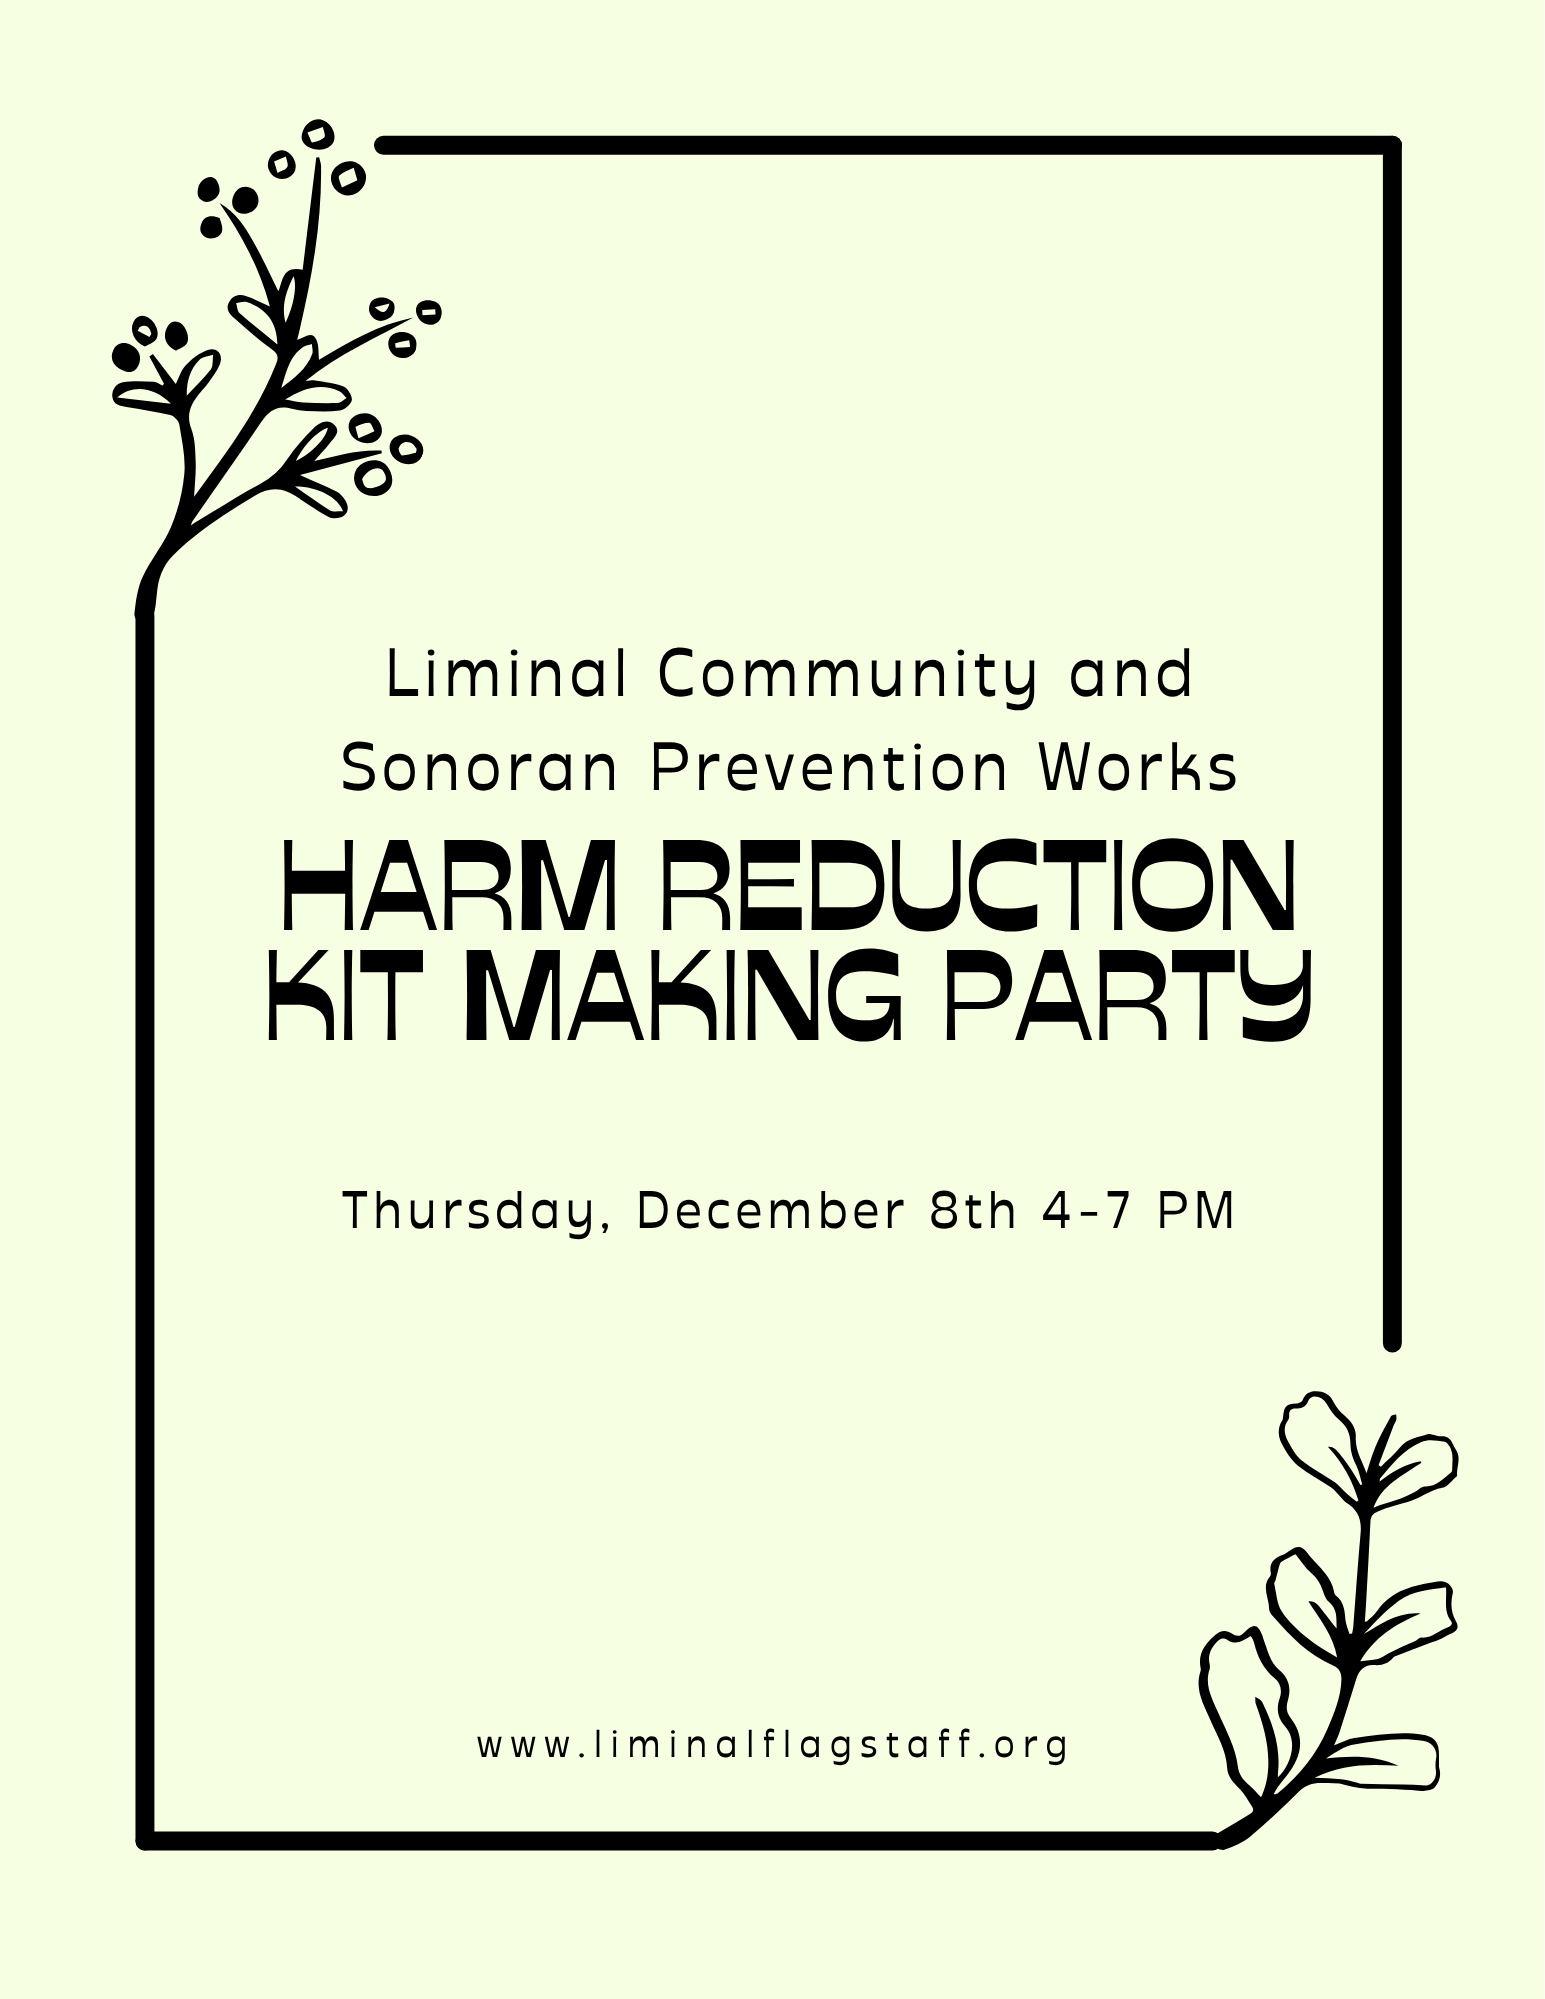 Liminal Community and
Sonoran Prevention Works
HARM REDUCTION
KIT MAKING PARTY
Thursday, December 8th 4-7 PM
www.liminalflagstaff.org